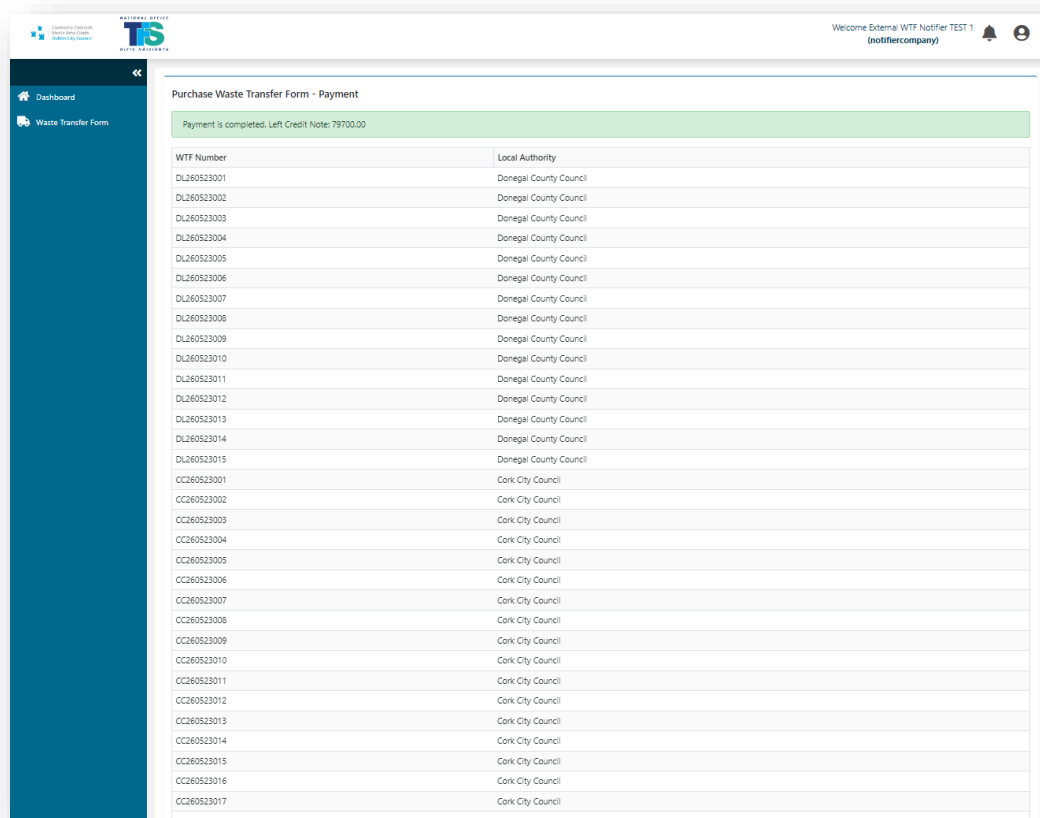 Comhairle Cathrach
Bhaile Átha Cliath
Dublin City Council
NATIONAL OFFICE
TFS
OIFIG NÁISIÚNTA
Welcome External WTF Notifier TEST 1
(notifiercompany)
«
Dashboard
Waste Transfer Form
Purchase Waste Transfer Form - Payment
Payment is completed. Left Credit Note: 79700.00
WTF Number Local Authority
DL260523001 Donegal County Council
DL260523002 Donegal County Council
DL260523003 Donegal County Council
DL260523004 Donegal County Council
DL260523005 Donegal County Council
DL260523006 Donegal County Council
DL260523007 Donegal County Council
DL260523008 Donegal County Council
DL260523009 Donegal County Council
DL260523010 Donegal County Council
DL260523011 Donegal County Council
DL260523012 Donegal County Council
DL260523013 Donegal County Council
DL260523014 Donegal County Council
DL260523015 Donegal County Council
CC260523001 Cork City Council
CC260523002 Cork City Council
CC260523003 Cork City Council
CC260523004 Cork City Council
CC260523005 Cork City Council
CC260523006 Cork City Council
CC260523007 Cork City Council
CC260523008 Cork City Council
CC260523009 Cork City Council
CC260523010 Cork City Council
CC260523011 Cork City Council
CC260523012 Cork City Council
CC260523013 Cork City Council
CC260523014 Cork City Council
CC260523015 Cork City Council
CC260523016 Cork City Council
CC260523017 Cork City Council